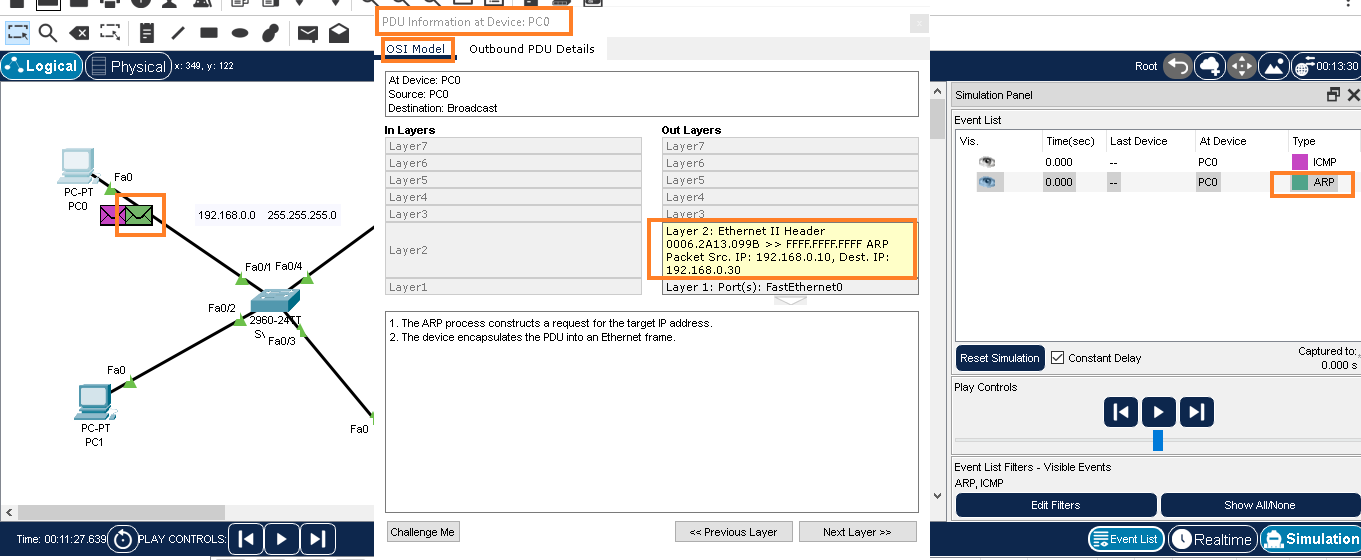 PDU Information at Device: PC0
OSI Model
Outbound PDU Details
Logical
Physical
x: 349, y: 122
Root
00:13:30
At Device: PC0
Source: PC0
Destination: Broadcast
In Layers
Layer7
Layer6
Layer5
Layer4
Layer3
Layer2
Layer1
Out Layers
Layer7
Layer6
Layer5
Layer4
Layer3
Layer 2: Ethernet II Header
0006.2A13.099B >> FFFF.FFFF.FFFF ARP
Packet Src. IP: 192.168.0.10, Dest. IP:
192.168.0.30
Layer 1: Port(s): FastEthernet0
1. The ARP process constructs a request for the target IP address.
2. The device encapsulates the PDU into an Ethernet frame.
Challenge Me
<< Previous Layer
Next Layer >>
Fa0
PC-PT
PC0
192.168.0.0 255.255.255.0
Fa0/1
Fa0/4
Fa0/2
2960-24TT
Fa0/3
Fa0
PC-PT
PC1
Fa0
Simulation Panel
Event List
Vis. Time(sec) Last Device At Device Type
0.000 -- PC0 ICMP
0.000 -- PC0 ARP
Reset Simulation
Constant Delay
Captured to:
0.000 s
Play Controls
Event List Filters - Visible Events
ARP, ICMP
Edit Filters
Show All/None
Time: 00:11:27.639
PLAY CONTROLS:
Event List
Realtime
Simulation